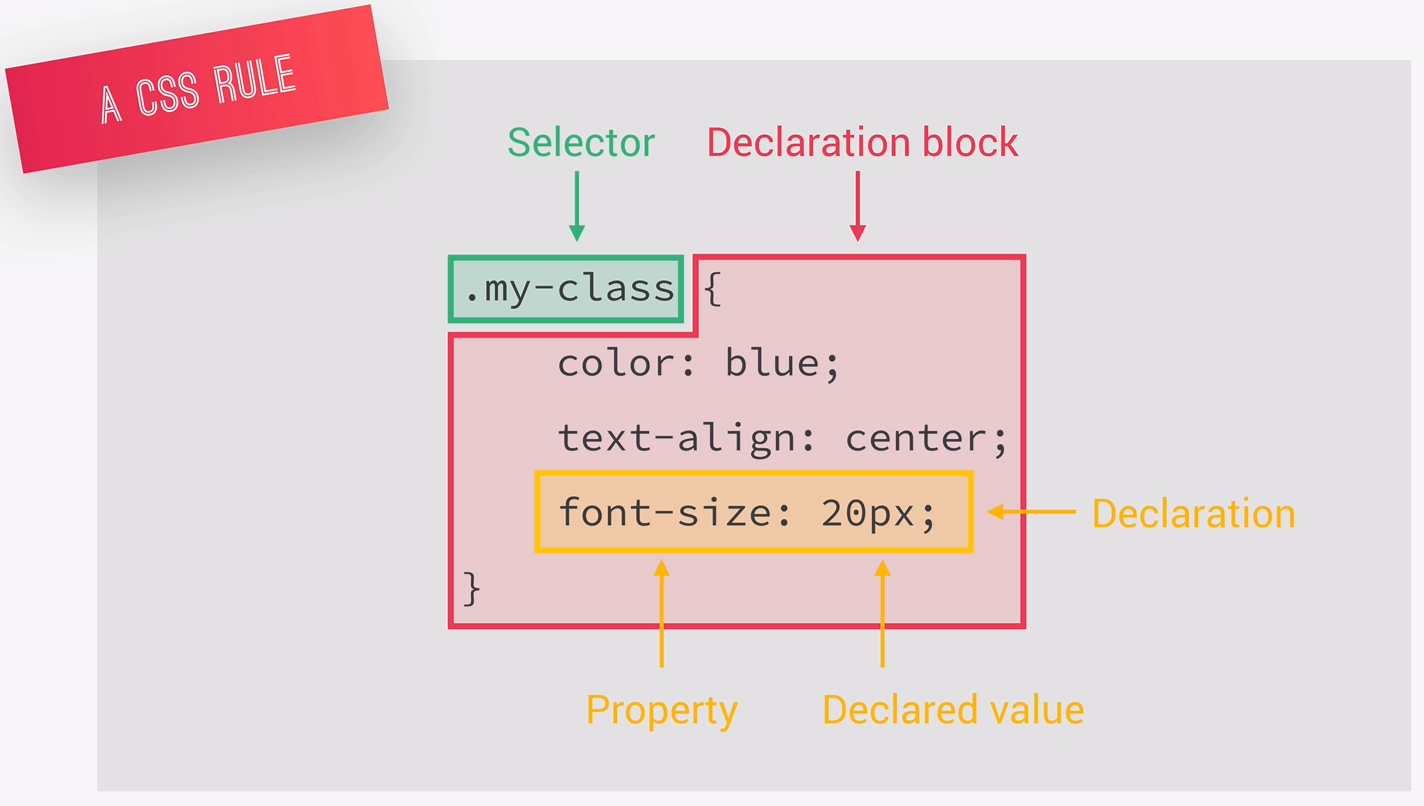 A CSS RULE
Selector
Declaration block
.my-class {
color: blue;
text-align: center;
font-size: 20px;
Declaration
}
Property
Declared value